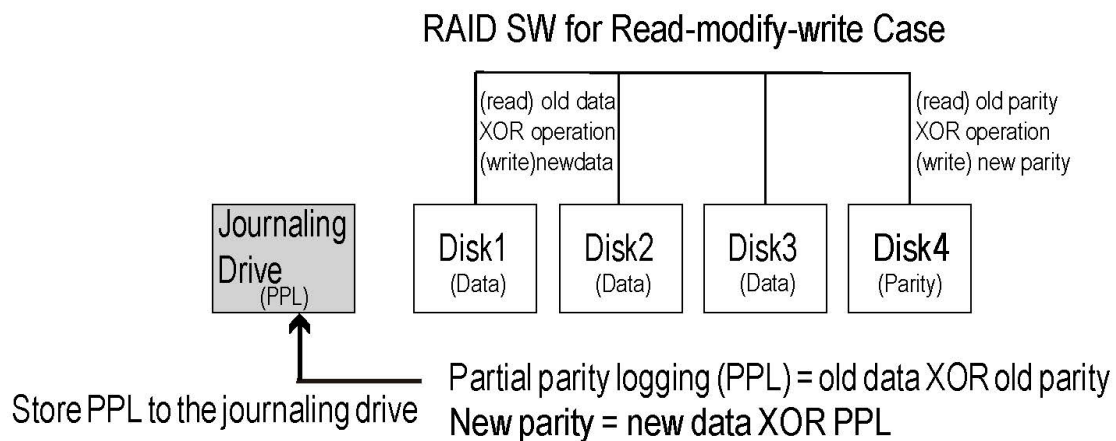 RAID SW for Read-modify-write Case
(read) old data
XOR operation
(write)newdata
(read) old parity
XOR operation
(write) new parity
Journaling
Drive
(PPL)
Disk1
(Data)
Disk2
(Data)
Disk3
(Data)
Disk4
(Parity)
Partial parity logging (PPL) = old data XOR old parity
Store PPL to the journaling drive
New parity = new data XOR PPL